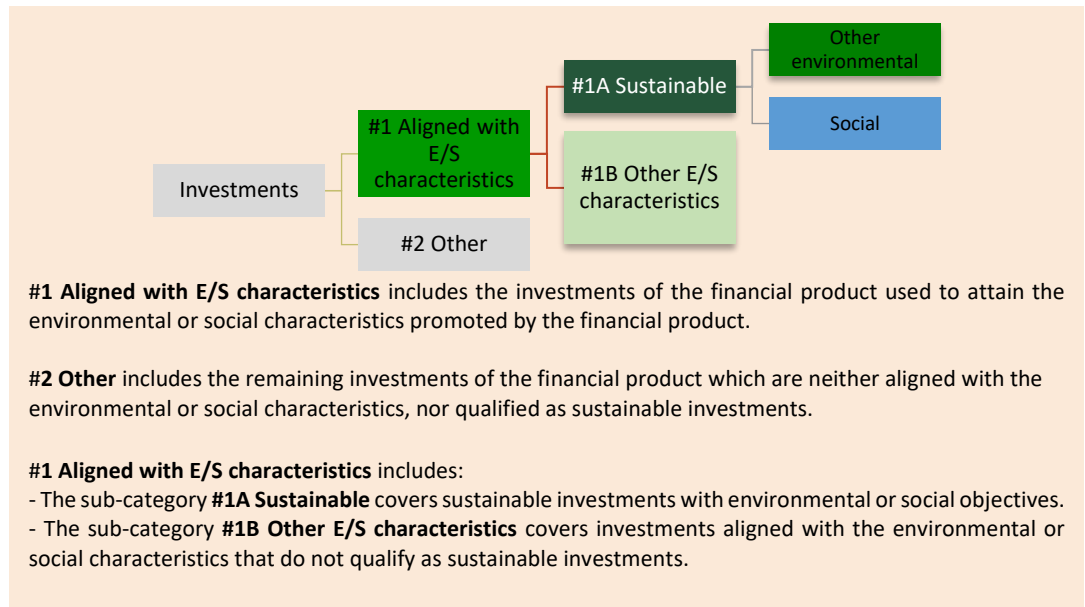 Other
environmental
#1A Sustainable
#1 Aligned with
E/S
characteristics
Social
#1B Other E/S
characteristics
Investments
#2 Other
#1 Aligned with E/S characteristics includes the investments of the financial product used to attain the
environmental or social characteristics promoted by the financial product.
#2 Other includes the remaining investments of the financial product which are neither aligned with the
environmental or social characteristics, nor qualified as sustainable investments.
#1 Aligned with E/S characteristics includes:
- The sub-category #1A Sustainable covers sustainable investments with environmental or social objectives.
- The sub-category #1B Other E/S characteristics covers investments aligned with the environmental or
social characteristics that do not qualify as sustainable investments.